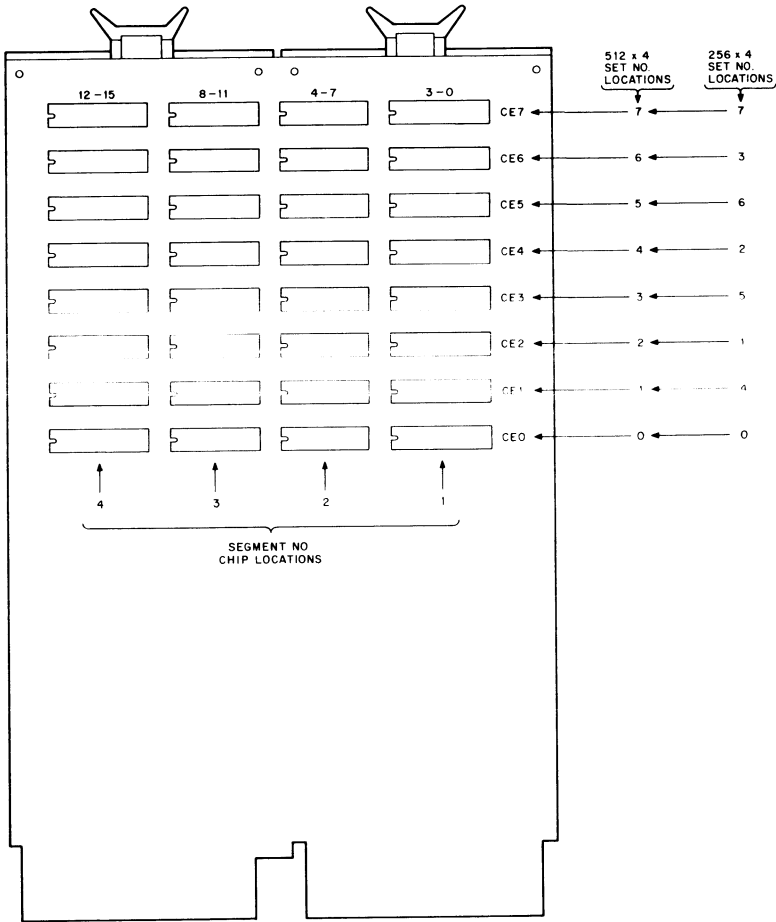 512 x 4
SET NO.
LOCATIONS
256 x 4
SET NO.
LOCATIONS
12-15 8-11 4-7 3-0
CE7 7 7
CE6 6 3
CE5 5 6
CE4 4 2
CE3 3 5
CE2 2 1
CE1 1 4
CE0 0 0
4 3 2 1
SEGMENT NO
CHIP LOCATIONS